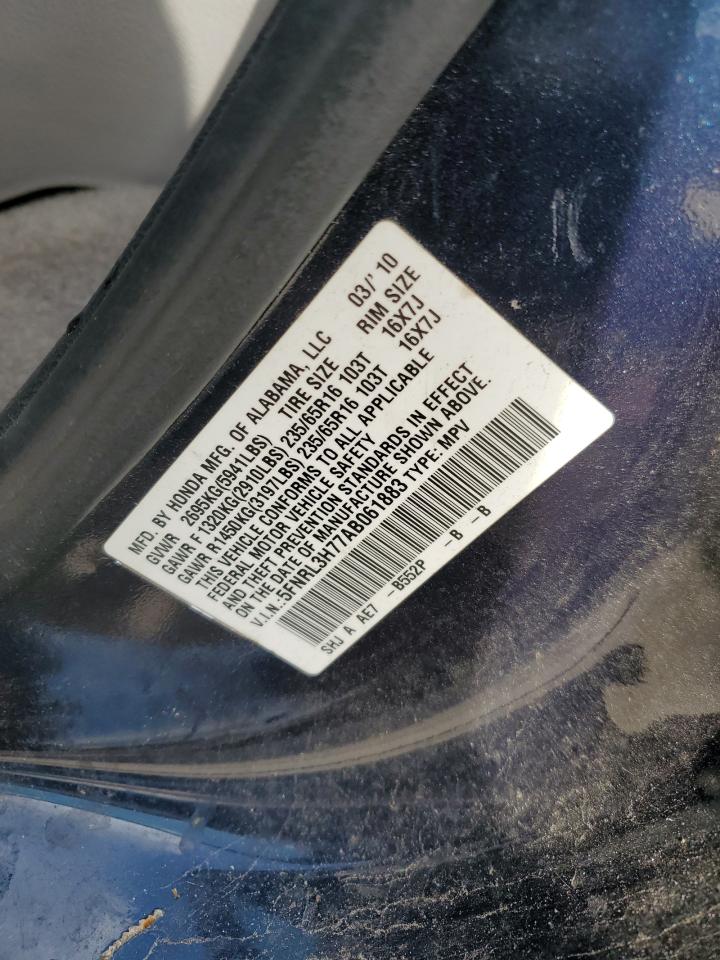 MFD. BY HONDA MFG. OF ALABAMA, LLC 03/'10
GVWR 2695KG(5941LBS) TIRE SIZE RIM SIZE
GAWR F 1320KG(2910LBS) 235/65R16 103T 16X7J
GAWR R1450KG(3197LBS) 235/65R16 103T 16X7J
THIS VEHICLE CONFORMS TO ALL APPLICABLE
FEDERAL MOTOR VEHICLE SAFETY
AND THEFT PREVENTION STANDARDS IN EFFECT
ON THE DATE OF MANUFACTURE SHOWN ABOVE.
V.I.N.:5FNRL3H77AB061883 TYPE: MPV
SHJ A AE7 -B552P -B -B